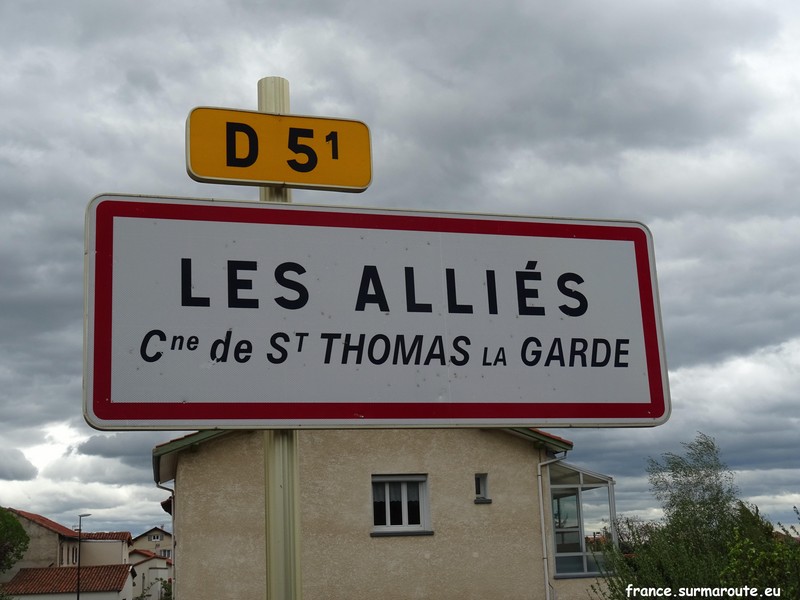 D 5¹
LES ALLIÉS
Cⁿᵉ de Sᵀ THOMAS LA GARDE
france.surmaroute.eu